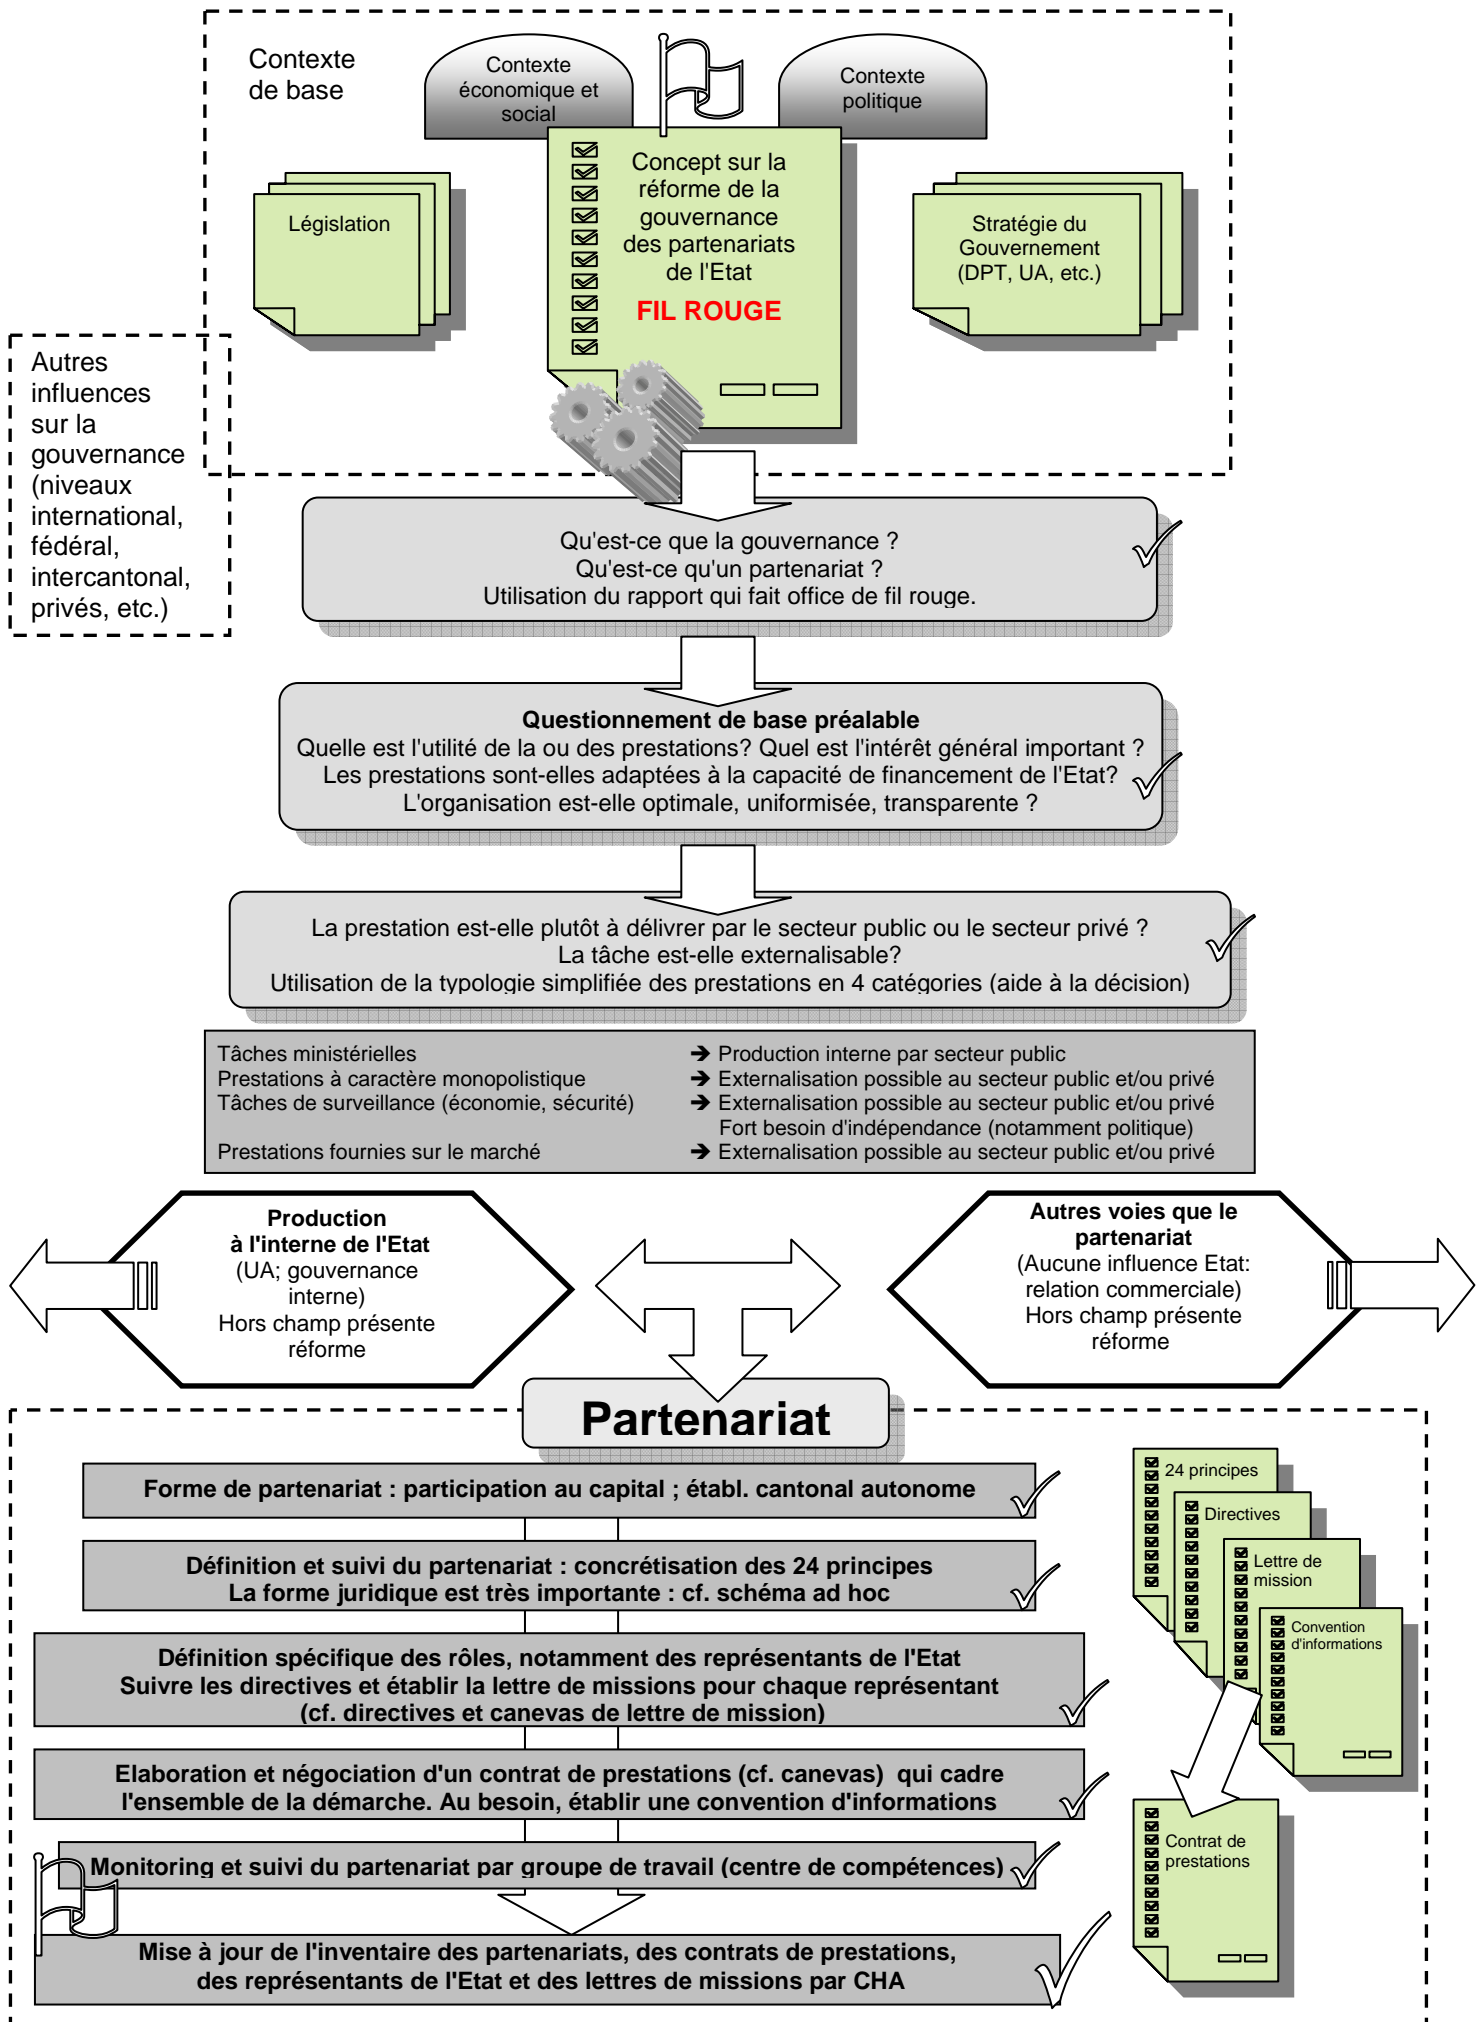 Contexte
de base
Contexte
économique et
social
Contexte
politique
Législation
Concept sur la
réforme de la
gouvernance
des partenariats
de l'Etat
FIL ROUGE
Stratégie du
Gouvernement
(DPT, UA, etc.)
Autres
influences
sur la
gouvernance
(niveaux
international,
fédéral,
intercantonal,
privés, etc.)
Qu'est-ce que la gouvernance ?
Qu'est-ce qu'un partenariat ?
Utilisation du rapport qui fait office de fil rouge.
Questionnement de base préalable
Quelle est l'utilité de la ou des prestations? Quel est l'intérêt général important ?
Les prestations sont-elles adaptées à la capacité de financement de l'Etat?
L'organisation est-elle optimale, uniformisée, transparente ?
La prestation est-elle plutôt à délivrer par le secteur public ou le secteur privé ?
La tâche est-elle externalisable?
Utilisation de la typologie simplifiée des prestations en 4 catégories (aide à la décision)
Tâches ministérielles ➔ Production interne par secteur public
Prestations à caractère monopolistique ➔ Externalisation possible au secteur public et/ou privé
Tâches de surveillance (économie, sécurité) ➔ Externalisation possible au secteur public et/ou privé
Fort besoin d'indépendance (notamment politique)
Prestations fournies sur le marché ➔ Externalisation possible au secteur public et/ou privé
Production
à l'interne de l'Etat
(UA; gouvernance
interne)
Hors champ présente
réforme
Autres voies que le
partenariat
(Aucune influence Etat:
relation commerciale)
Hors champ présente
réforme
Partenariat
Forme de partenariat : participation au capital ; établ. cantonal autonome
Définition et suivi du partenariat : concrétisation des 24 principes
La forme juridique est très importante : cf. schéma ad hoc
Définition spécifique des rôles, notamment des représentants de l'Etat
Suivre les directives et établir la lettre de missions pour chaque représentant
(cf. directives et canevas de lettre de mission)
Elaboration et négociation d'un contrat de prestations (cf. canevas) qui cadre
l'ensemble de la démarche. Au besoin, établir une convention d'informations
Monitoring et suivi du partenariat par groupe de travail (centre de compétences)
Mise à jour de l'inventaire des partenariats, des contrats de prestations,
des représentants de l'Etat et des lettres de missions par CHA
24 principes
Directives
Lettre de
mission
Convention
d'informations
Contrat de
prestations